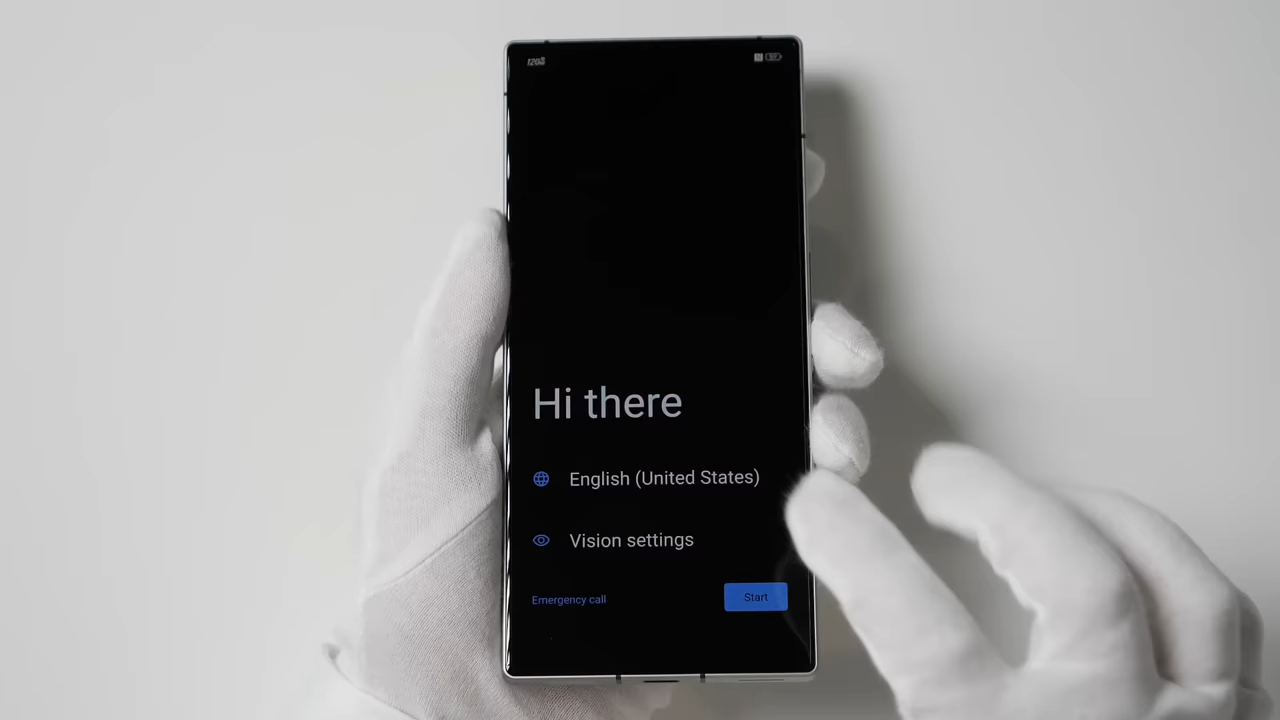 Hi there
English (United States)
Vision settings
Emergency call
Start